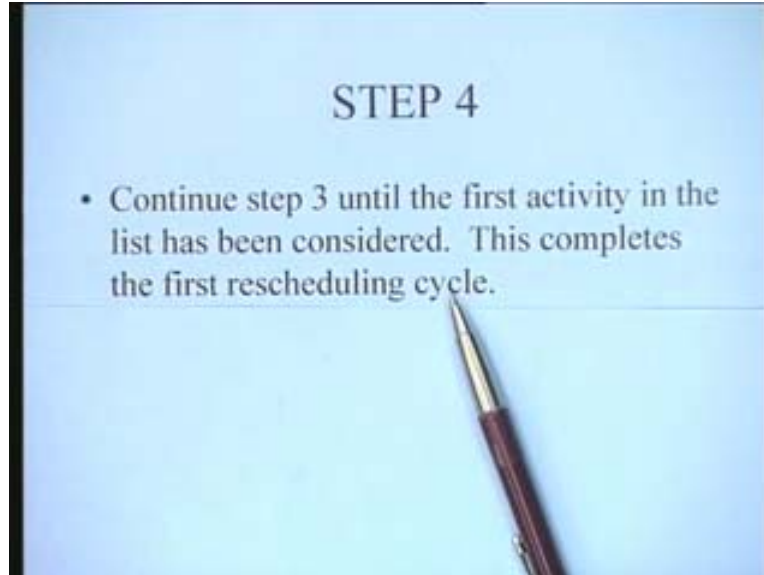 STEP 4
• Continue step 3 until the first activity in the
list has been considered. This completes
the first rescheduling cycle.